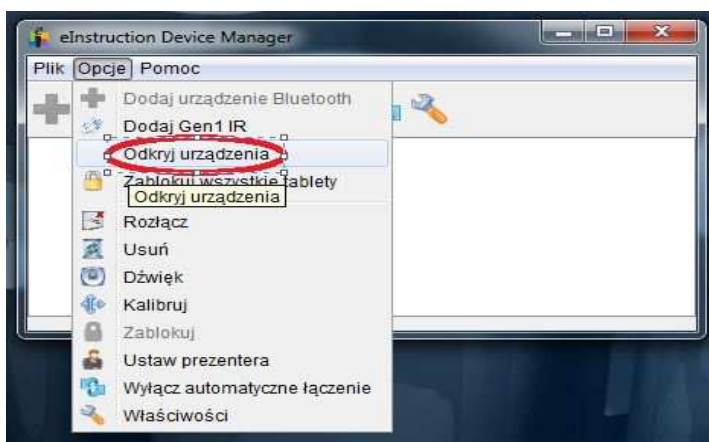 eInstruction Device Manager
Plik Opcje Pomoc
Dodaj urządzenie Bluetooth
Dodaj Gen1 IR
Odkryj urządzenia
Zablokuj wszystkie tablety
Odkryj urządzenia
Rozłącz
Usuń
Dźwięk
Kalibruj
Zablokuj
Ustaw prezentera
Wyłącz automatyczne łączenie
Właściwości